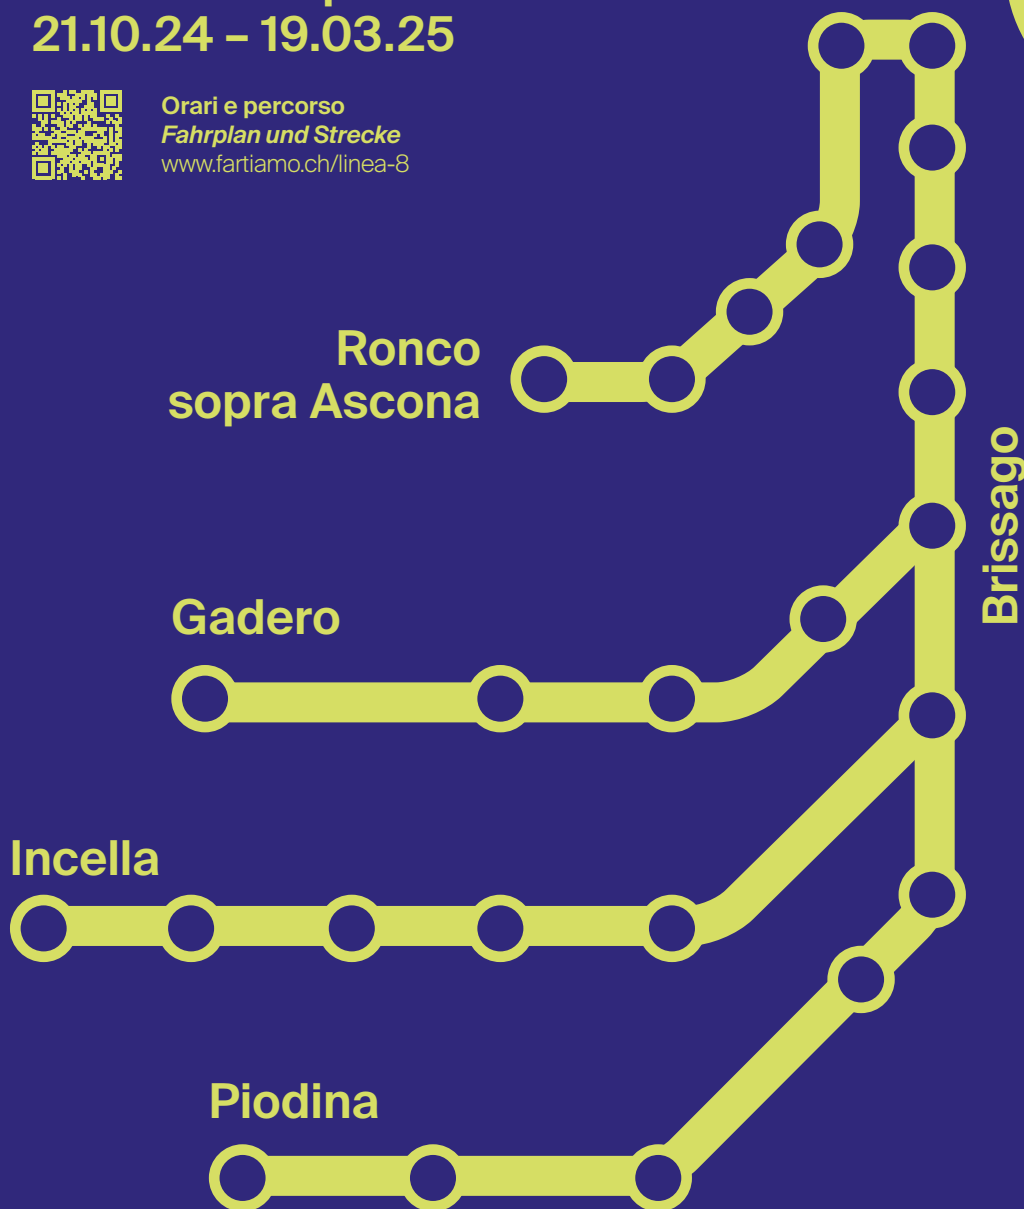 21.10.24 – 19.03.25
Orari e percorso
Fahrplan und Strecke
www.fartiamo.ch/linea-8
Ronco
sopra Ascona
Brissago
Gadero
Incella
Piodina